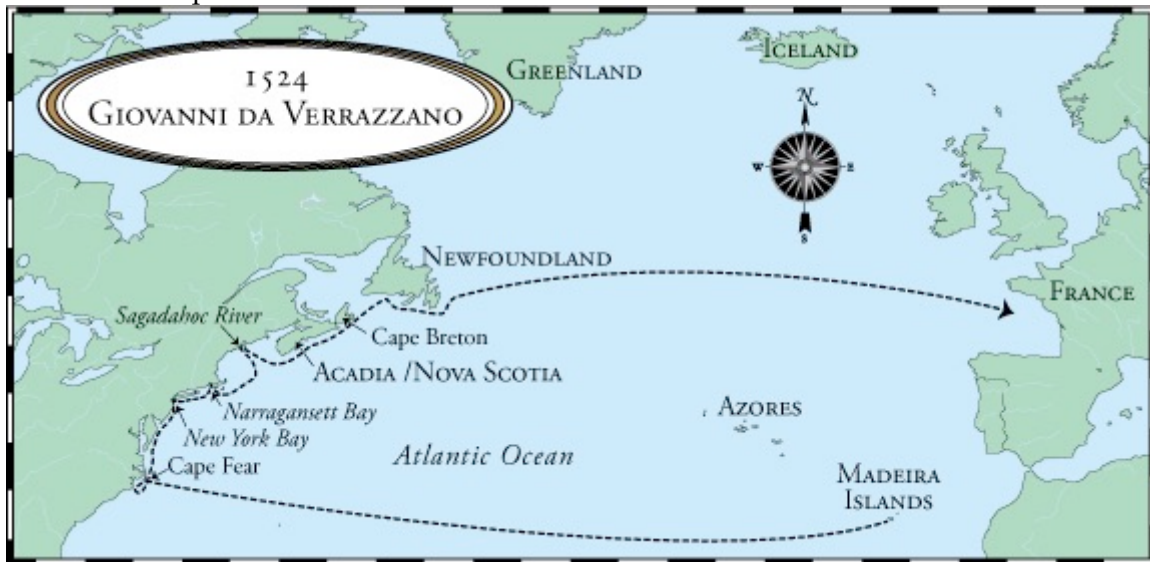 1524
GIOVANNI DA VERRAZZANO
GREENLAND
ICELAND
N
W
E
S
NEWFOUNDLAND
FRANCE
Sagadahoc River
Cape Breton
ACADIA /NOVA SCOTIA
Narragansett Bay
AZORES
New York Bay
Atlantic Ocean
Cape Fear
MADEIRA
ISLANDS